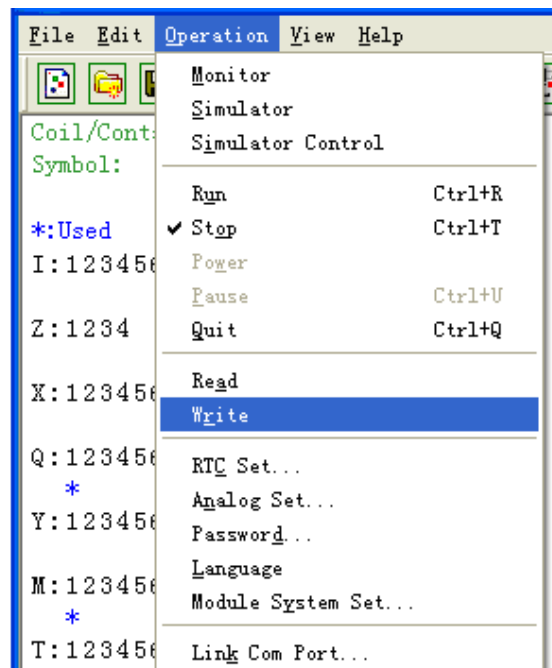 File Edit Operation View Help
Monitor
Simulator
Simulator Control
Run Ctrl+R
Stop Ctrl+T
Power
Pause Ctrl+U
Quit Ctrl+Q
Read
Write
RTC Set...
Analog Set...
Password...
Language
Module System Set...
Link Com Port...
Coil/Cont
Symbol:
*:Used
I:123456
Z:1234
X:123456
Q:123456
*
Y:123456
M:123456
*
T:123456